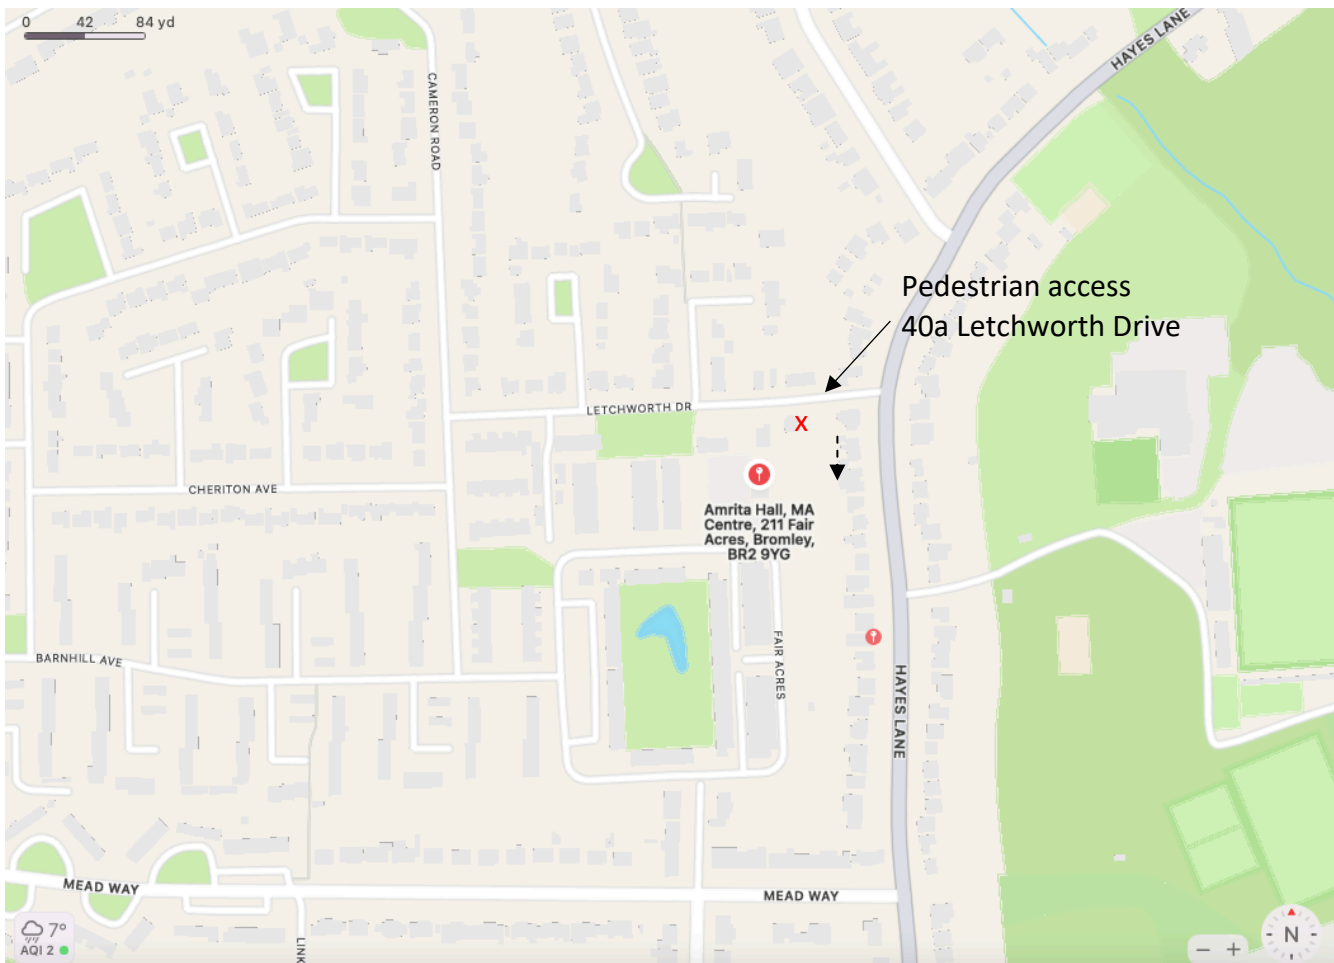 0 42 84 yd
HAYES LANE
CAMERON ROAD
Pedestrian access
40a Letchworth Drive
LETCHWORTH DR
X
CHERITON AVE
Amrita Hall, MA
Centre, 211 Fair
Acres, Bromley,
BR2 9YG
FAIR ACRES
BARNHILL AVE
HAYES LANE
MEAD WAY
MEAD WAY
LINK
7°
AQI 2
N